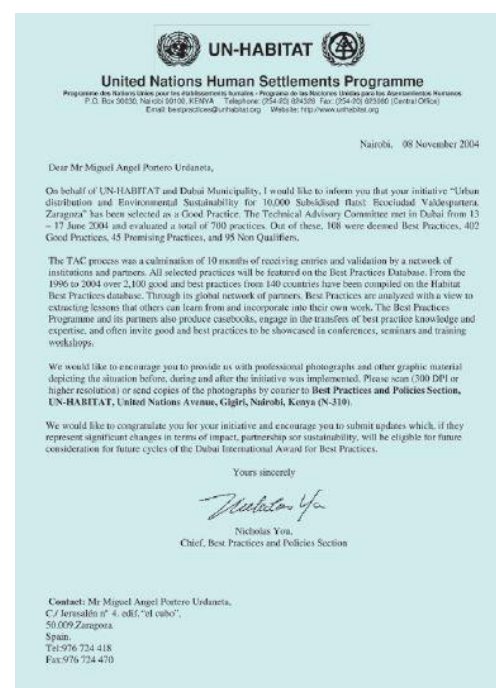 UN-HABITAT
United Nations Human Settlements Programme
Programme des Nations Unies pour les établissements humains - Programa de las Naciones Unidas para los Asentamientos Humanos
P.O. Box 30030, Nairobi 00100, KENYA Telephone: (254-20) Fax: (254-20) (Central Office)
Email: bestpractices@unhabitat.org Website: http://www.unhabitat.org
Nairobi, 08 November 2004
Dear Mr Miguel Angel Portero Urdaneta,
On behalf of UN-HABITAT and Dubai Municipality, I would like to inform you that your initiative "Urban
distribution and Environmental Sustainability for 10,000 Subsidised flats: Ecociudad Valdespartera.
Zaragoza" has been selected as a Good Practice. The Technical Advisory Committee met in Dubai from 13
– 17 June 2004 and evaluated a total of 700 practices. Out of these, 108 were deemed Best Practices, 402
Good Practices, 45 Promising Practices, and 95 Non Qualifiers.
The TAC process was a culmination of 10 months of receiving entries and validation by a network of
institutions and partners. All selected practices will be featured on the Best Practices Database. From the
1996 to 2004 over 2,100 good and best practices from 140 countries have been compiled on the Habitat
Best Practices database. Through its global network of partners, Best Practices are analyzed with a view to
extracting lessons that others can learn from and incorporate into their own work. The Best Practices
Programme and its partners also produce casebooks, engage in the transfers of best practice knowledge and
expertise, and often invite good and best practices to be showcased in conferences, seminars and training
workshops.
We would like to encourage you to provide us with professional photographs and other graphic material
depicting the situation before, during and after the initiative was implemented. Please scan (300 DPI or
higher resolution) or send copies of the photographs by courier to Best Practices and Policies Section,
UN-HABITAT, United Nations Avenue, Gigiri, Nairobi, Kenya (N-310).
We would like to congratulate you for your initiative and encourage you to submit updates which, if they
represent significant changes in terms of impact, partnership sor sustainability, will be eligible for future
consideration for future cycles of the Dubai International Award for Best Practices.
Yours sincerely
Nicholas You
Nicholas You,
Chief, Best Practices and Policies Section
Contact: Mr Miguel Angel Portero Urdaneta,
C./ Jerusalén nº 4. edif. "el cubo",
50.009.Zaragoza
Spain.
Tel:976 724 418
Fax:976 724 470